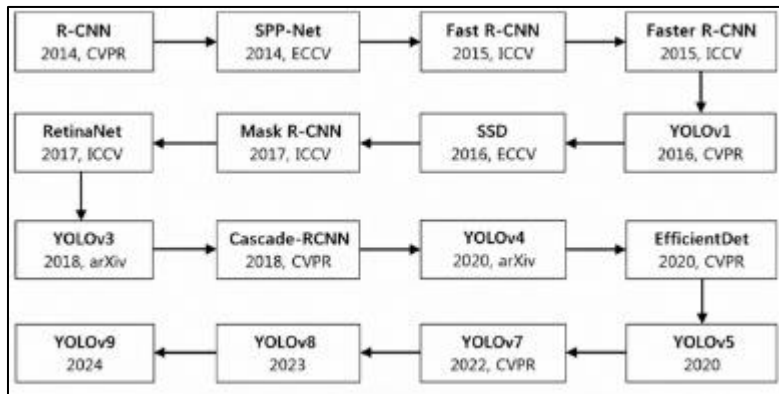 R-CNN
2014, CVPR
SPP-Net
2014, ECCV
Fast R-CNN
2015, ICCV
Faster R-CNN
2015, ICCV
RetinaNet
2017, ICCV
Mask R-CNN
2017, ICCV
SSD
2016, ECCV
YOLOv1
2016, CVPR
YOLOv3
2018, arXiv
Cascade-RCNN
2018, CVPR
YOLOv4
2020, arXiv
EfficientDet
2020, CVPR
YOLOv9
2024
YOLOv8
2023
YOLOv7
2022, CVPR
YOLOv5
2020